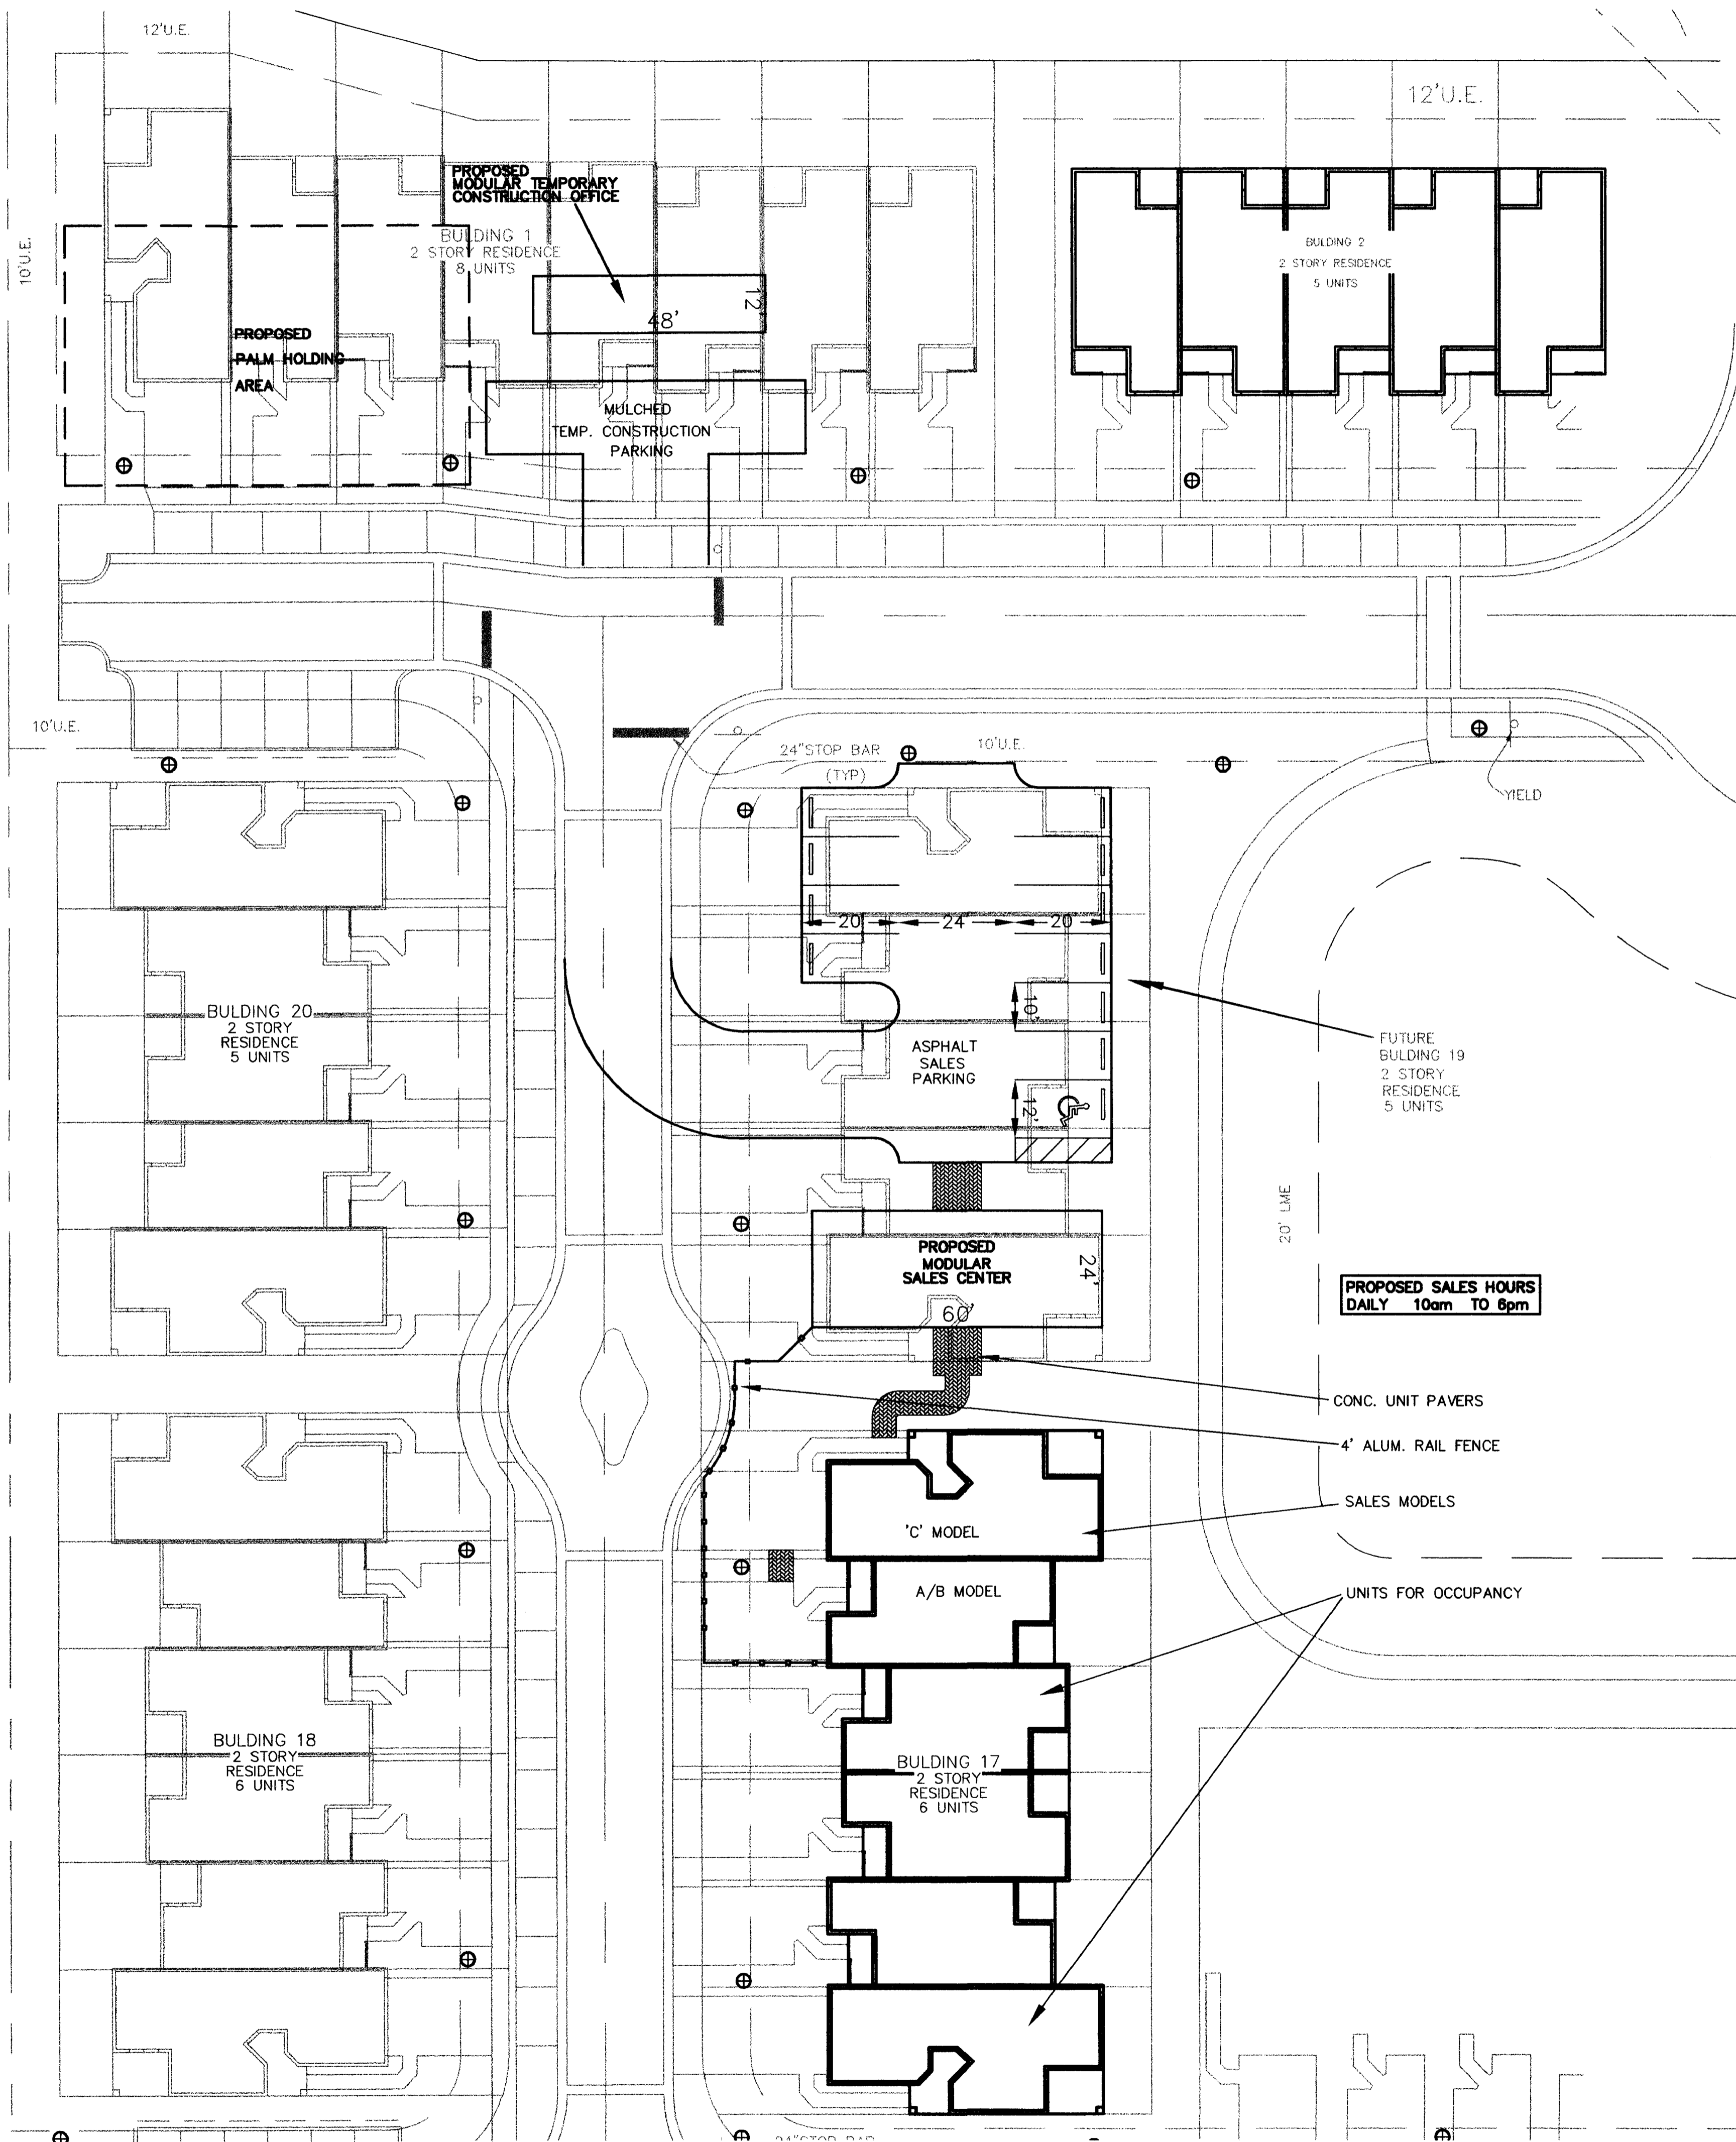 12'U.E.
12'U.E.
PROPOSED
MODULAR TEMPORARY
CONSTRUCTION OFFICE
10'U.E.
BULDING 1
2 STORY RESIDENCE
8 UNITS
BULDING 2
2 STORY RESIDENCE
5 UNITS
12'
48'
PROPOSED
PALM HOLDING
AREA
MULCHED
TEMP. CONSTRUCTION
PARKING
10'U.E.
24"STOP BAR
(TYP)
10'U.E.
YIELD
20'
24'
20'
BULDING 20
2 STORY
RESIDENCE
5 UNITS
10'
ASPHALT
SALES
PARKING
12'
FUTURE
BULDING 19
2 STORY
RESIDENCE
5 UNITS
20' LME
PROPOSED
MODULAR
SALES CENTER
24'
60'
PROPOSED SALES HOURS
DAILY 10am TO 6pm
CONC. UNIT PAVERS
4' ALUM. RAIL FENCE
SALES MODELS
'C' MODEL
A/B MODEL
UNITS FOR OCCUPANCY
BULDING 18
2 STORY
RESIDENCE
6 UNITS
BULDING 17
2 STORY
RESIDENCE
6 UNITS
24"STOP BAR